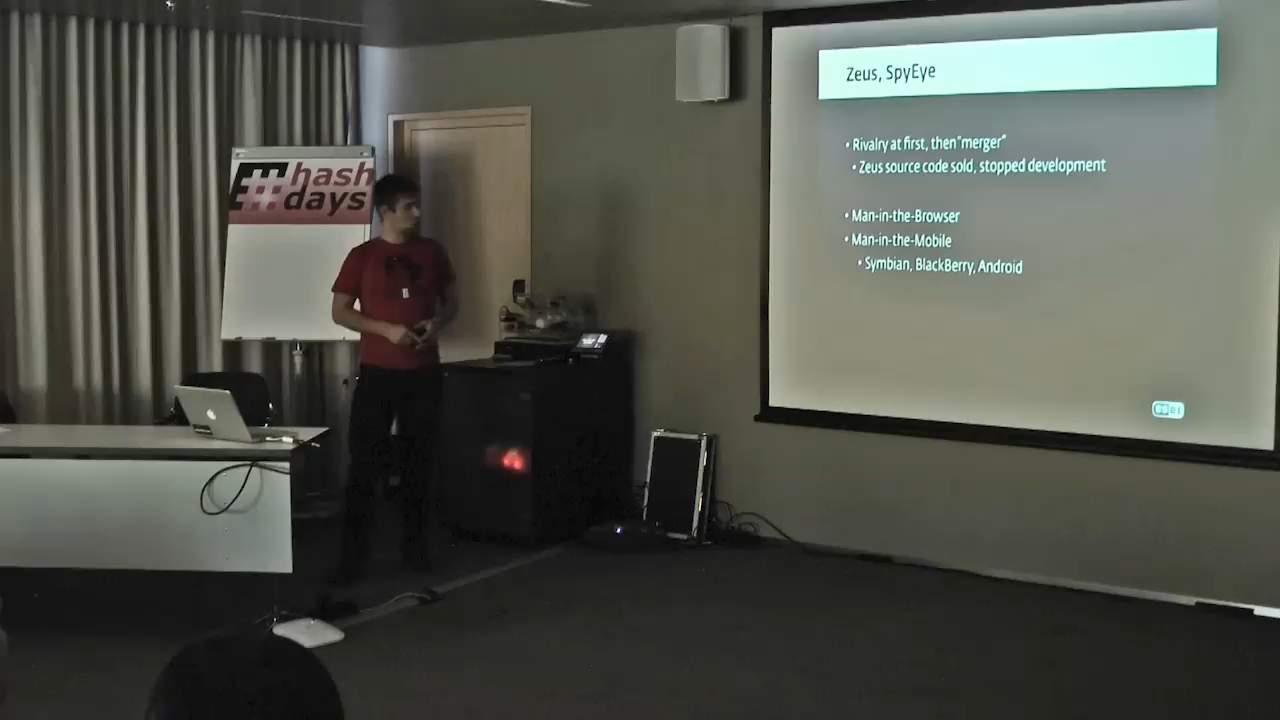 # hash
days
Zeus, SpyEye
• Rivalry at first, then "merger"
• Zeus source code sold, stopped development
• Man-in-the-Browser
• Man-in-the-Mobile
• Symbian, BlackBerry, Android
eset